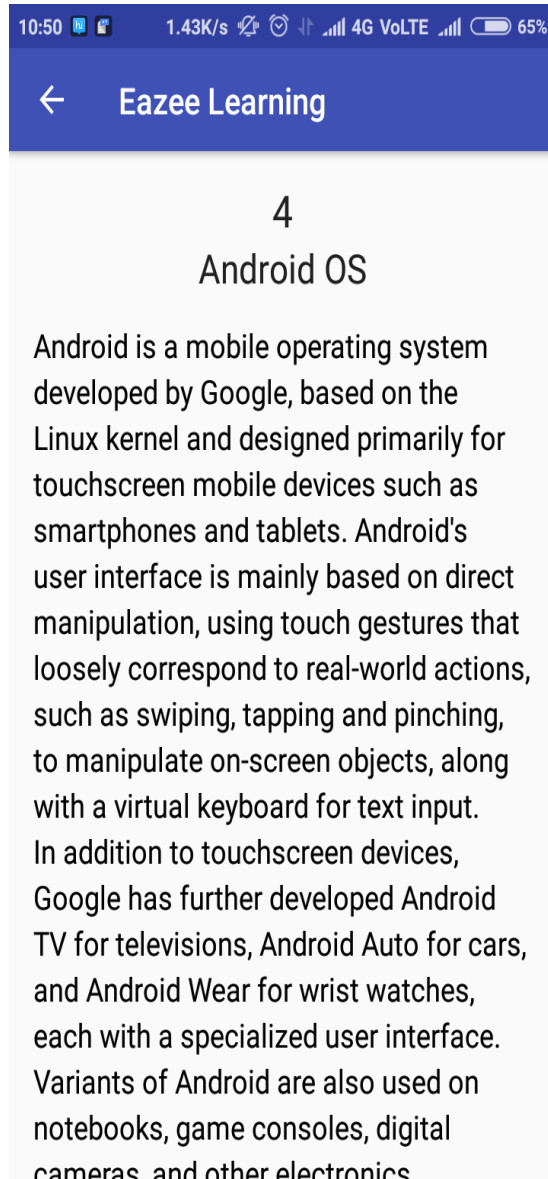 10:50 1.43K/s 4G VoLTE 65%
Eazee Learning
4
Android OS
Android is a mobile operating system
developed by Google, based on the
Linux kernel and designed primarily for
touchscreen mobile devices such as
smartphones and tablets. Android's
user interface is mainly based on direct
manipulation, using touch gestures that
loosely correspond to real-world actions,
such as swiping, tapping and pinching,
to manipulate on-screen objects, along
with a virtual keyboard for text input.
In addition to touchscreen devices,
Google has further developed Android
TV for televisions, Android Auto for cars,
and Android Wear for wrist watches,
each with a specialized user interface.
Variants of Android are also used on
notebooks, game consoles, digital
cameras, and other electronics